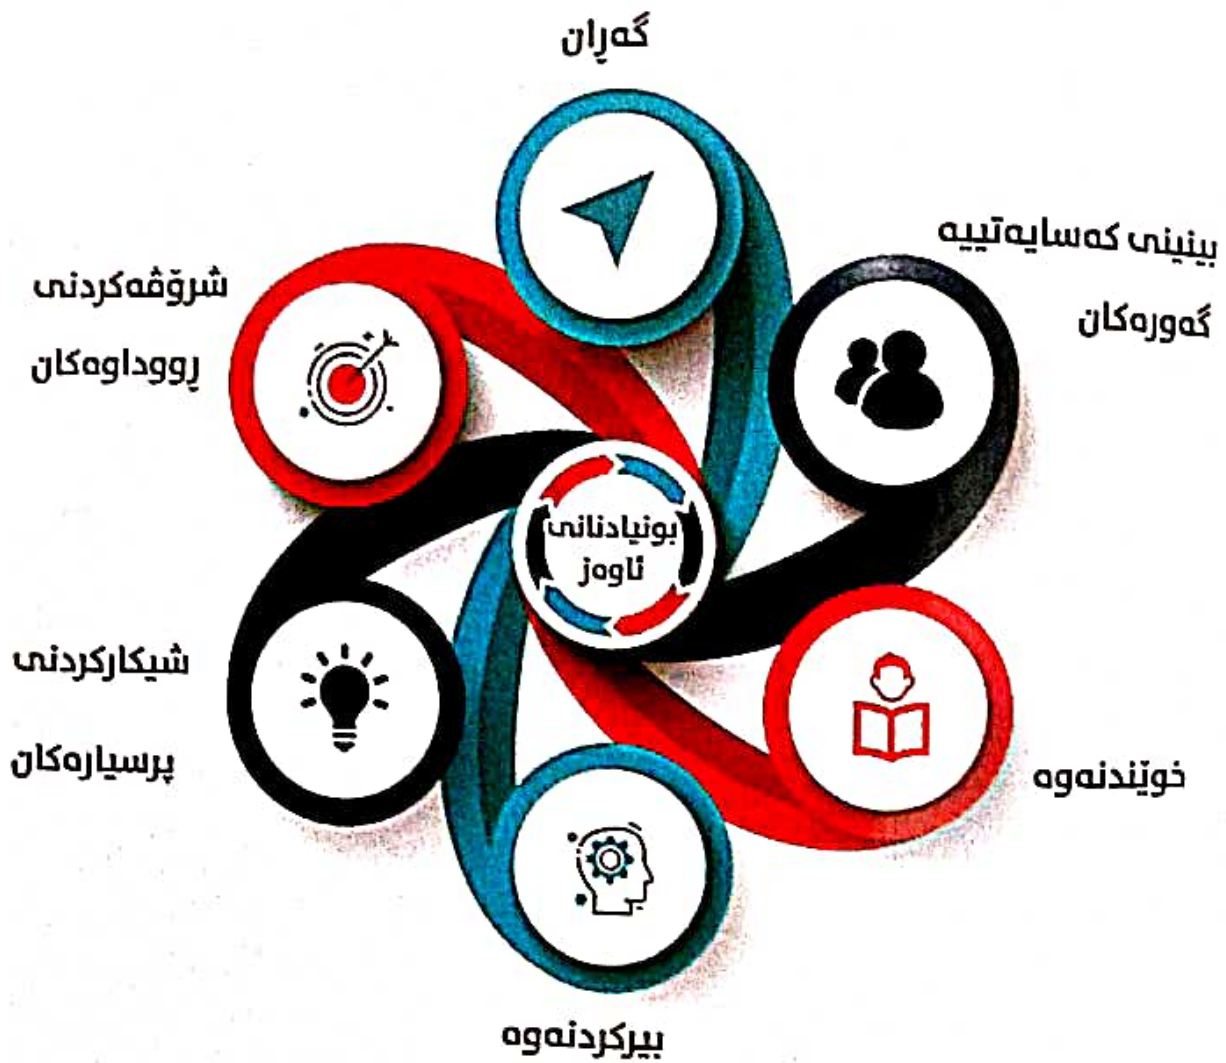 گەڕان
بینینی کەسایەتییە
گەورەکان
خوێندنەوە
بیرکردنەوە
شیکارکردنی
پرسیارەکان
شرۆڤەکردنی
ڕووداوەکان
بونیادنانی
ئاوەز